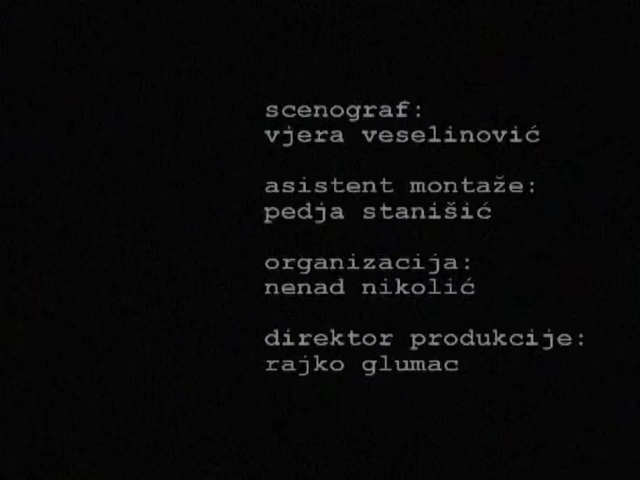 scenograf:
vjera veselinović
asistent montaže:
pedja stanišić
organizacija:
nenad nikolić
direktor produkcije:
rajko glumac